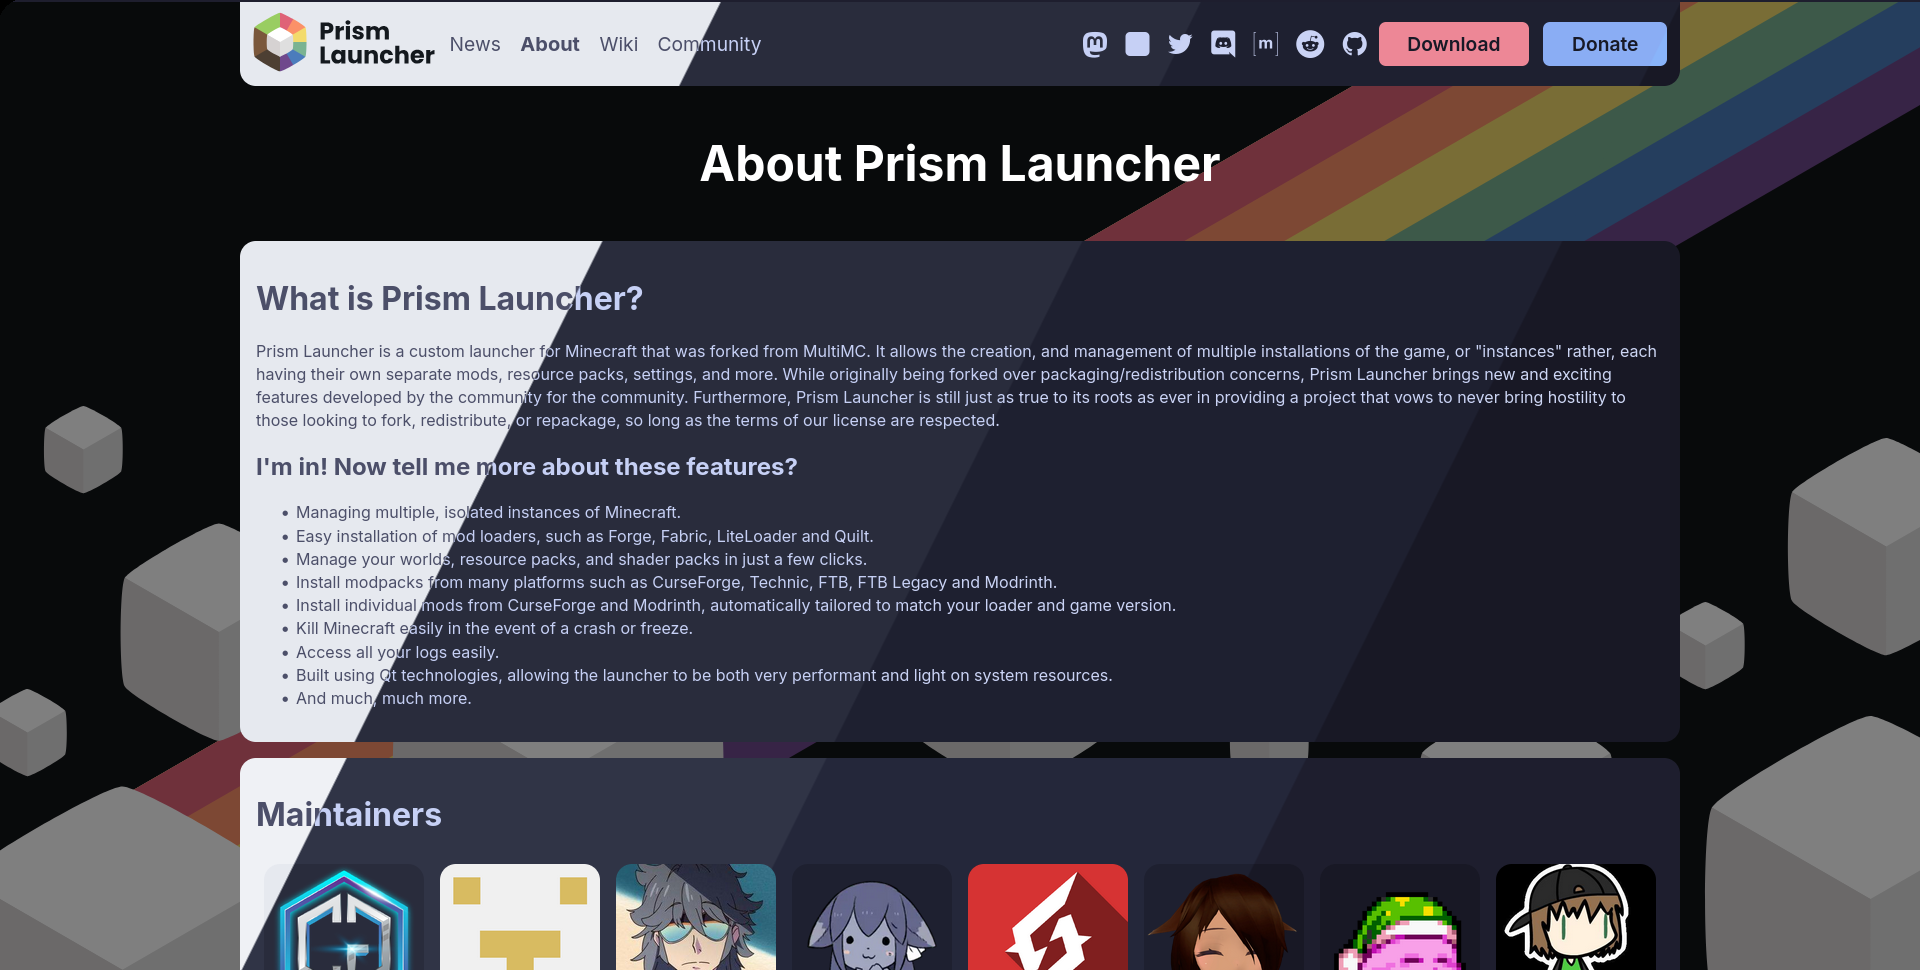 Prism
Launcher
News About Wiki Community
[m]
Download Donate
About Prism Launcher
What is Prism Launcher?
Prism Launcher is a custom launcher for Minecraft that was forked from MultiMC. It allows the creation, and management of multiple installations of the game, or "instances" rather, each
having their own separate mods, resource packs, settings, and more. While originally being forked over packaging/redistribution concerns, Prism Launcher brings new and exciting
features developed by the community for the community. Furthermore, Prism Launcher is still just as true to its roots as ever in providing a project that vows to never bring hostility to
those looking to fork, redistribute, or repackage, so long as the terms of our license are respected.
I'm in! Now tell me more about these features?
• Managing multiple, isolated instances of Minecraft.
• Easy installation of mod loaders, such as Forge, Fabric, LiteLoader and Quilt.
• Manage your worlds, resource packs, and shader packs in just a few clicks.
• Install modpacks from many platforms such as CurseForge, Technic, FTB, FTB Legacy and Modrinth.
• Install individual mods from CurseForge and Modrinth, automatically tailored to match your loader and game version.
• Kill Minecraft easily in the event of a crash or freeze.
• Access all your logs easily.
• Built using Qt technologies, allowing the launcher to be both very performant and light on system resources.
• And much, much more.
Maintainers